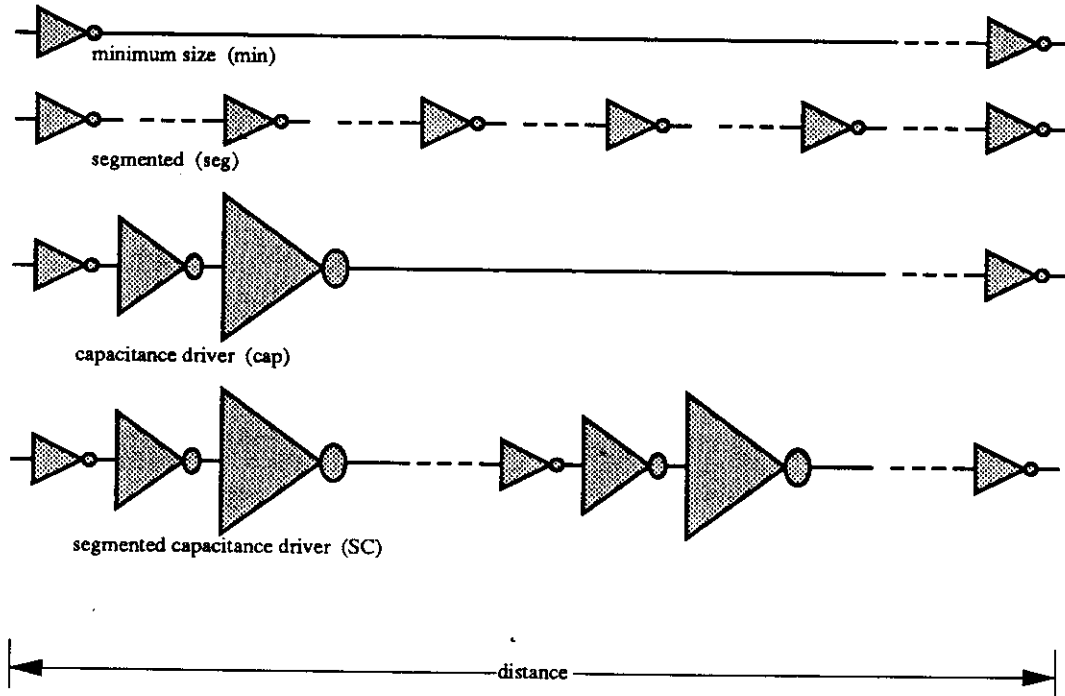 minimum size (min)
segmented (seg)
capacitance driver (cap)
segmented capacitance driver (SC)
distance